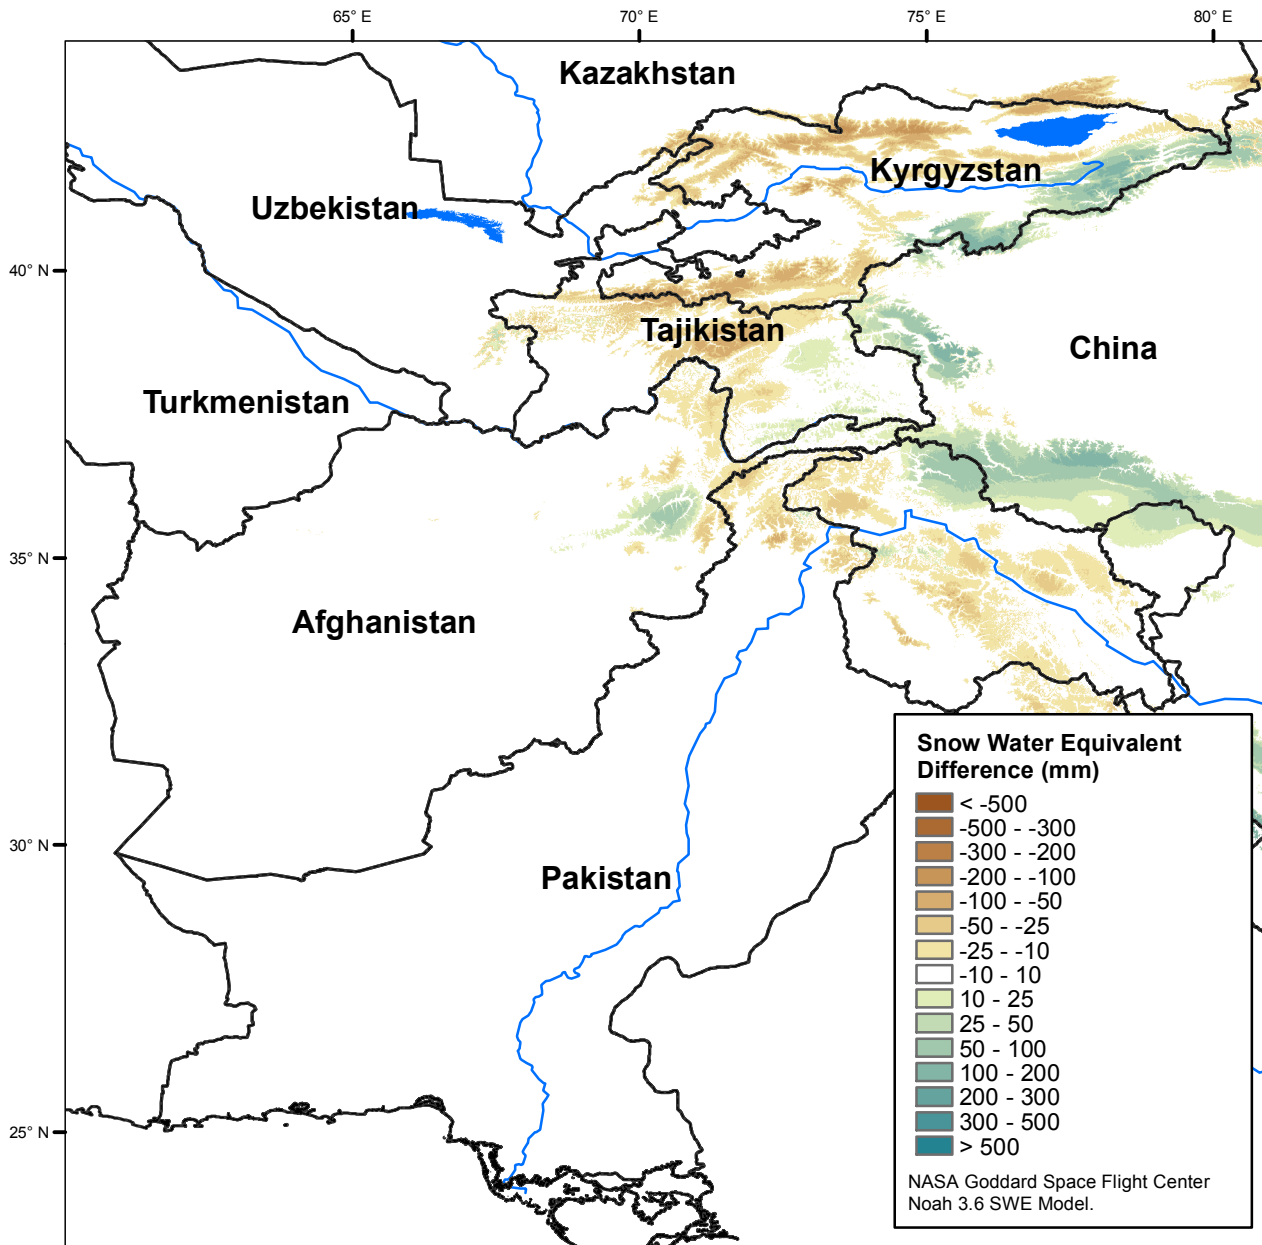 65° E
70° E
75° E
80° E
Kazakhstan
Kyrgyzstan
Uzbekistan
40° N
Tajikistan
China
Turkmenistan
35° N
Afghanistan
30° N
Pakistan
25° N
Snow Water Equivalent
Difference (mm)
< -500
-500 - -300
-300 - -200
-200 - -100
-100 - -50
-50 - -25
-25 - -10
-10 - 10
10 - 25
25 - 50
50 - 100
100 - 200
200 - 300
300 - 500
> 500
NASA Goddard Space Flight Center
Noah 3.6 SWE Model.